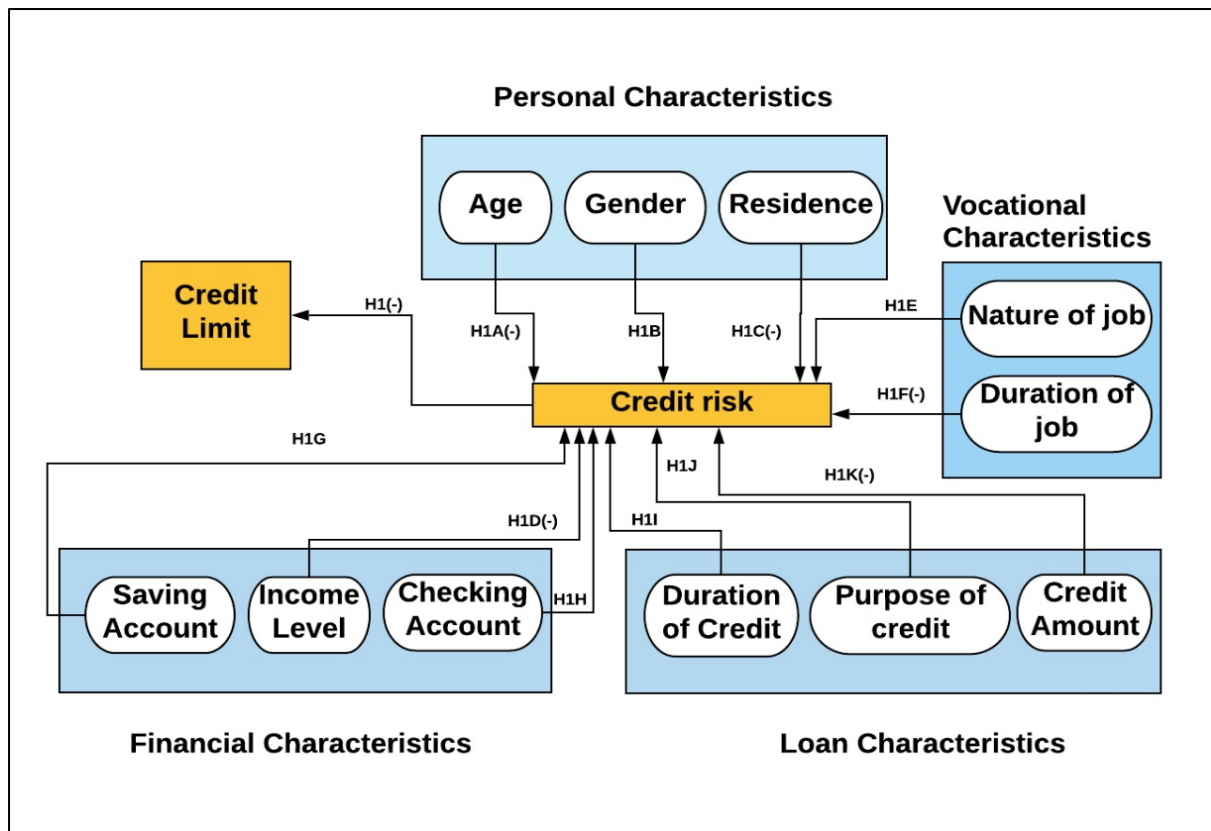 Personal Characteristics
Age
Gender
Residence
Vocational
Characteristics
Credit
Limit
H1(-)
H1A(-)
H1B
H1C(-)
H1E
Nature of job
Credit risk
H1F(-)
Duration of
job
H1G
H1J
H1K(-)
H1D(-)
H1I
Saving
Account
Income
Level
Checking
Account
H1H
Duration
of Credit
Purpose of
credit
Credit
Amount
Financial Characteristics
Loan Characteristics